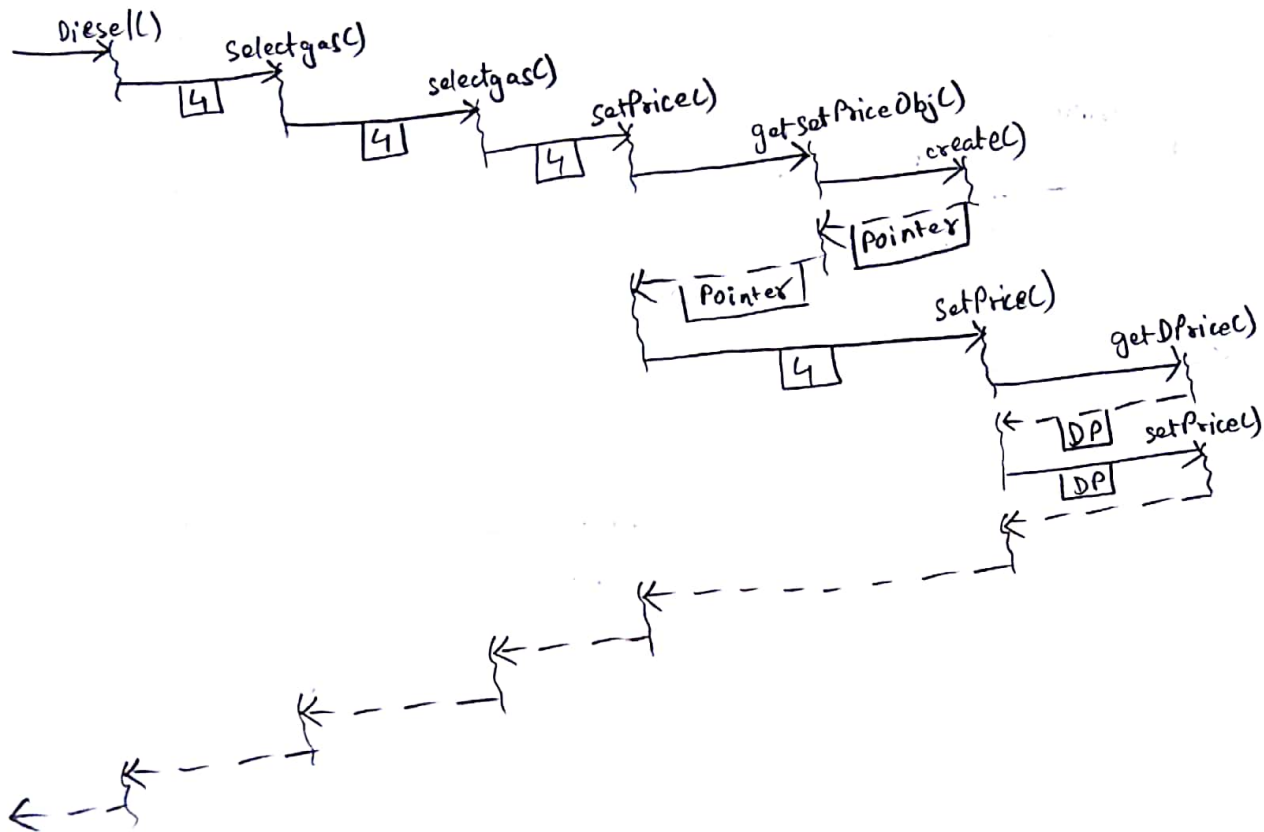 Diesel()
selectgas()
4
selectgas()
4
setPrice()
4
getSetPriceObj()
create()
Pointer
Pointer
SetPrice()
4
getDPrice()
DP
setPrice()
DP